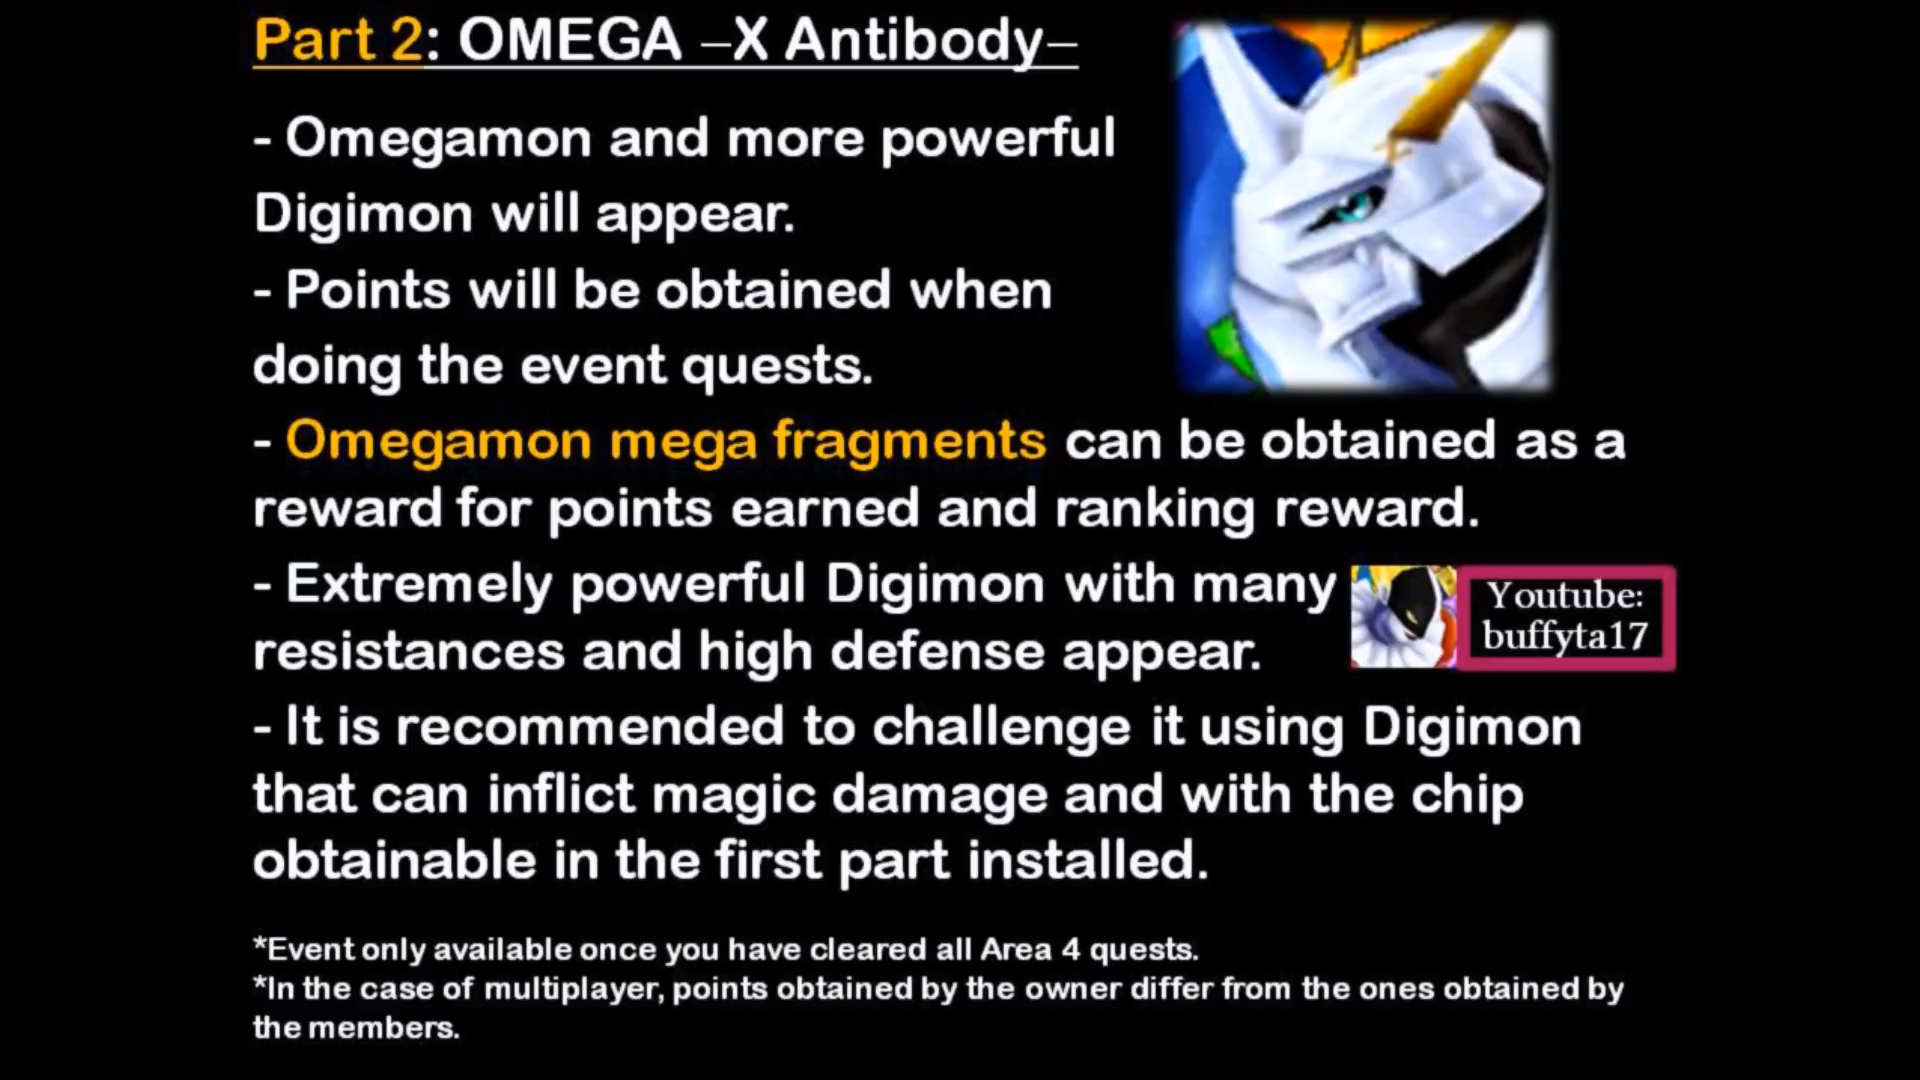 Part 2: OMEGA –X Antibody–
- Omegamon and more powerful
Digimon will appear.
- Points will be obtained when
doing the event quests.
- Omegamon mega fragments can be obtained as a
reward for points earned and ranking reward.
- Extremely powerful Digimon with many
resistances and high defense appear.
Youtube:
buffyta17
- It is recommended to challenge it using Digimon
that can inflict magic damage and with the chip
obtainable in the first part installed.
*Event only available once you have cleared all Area 4 quests.
*In the case of multiplayer, points obtained by the owner differ from the ones obtained by
the members.